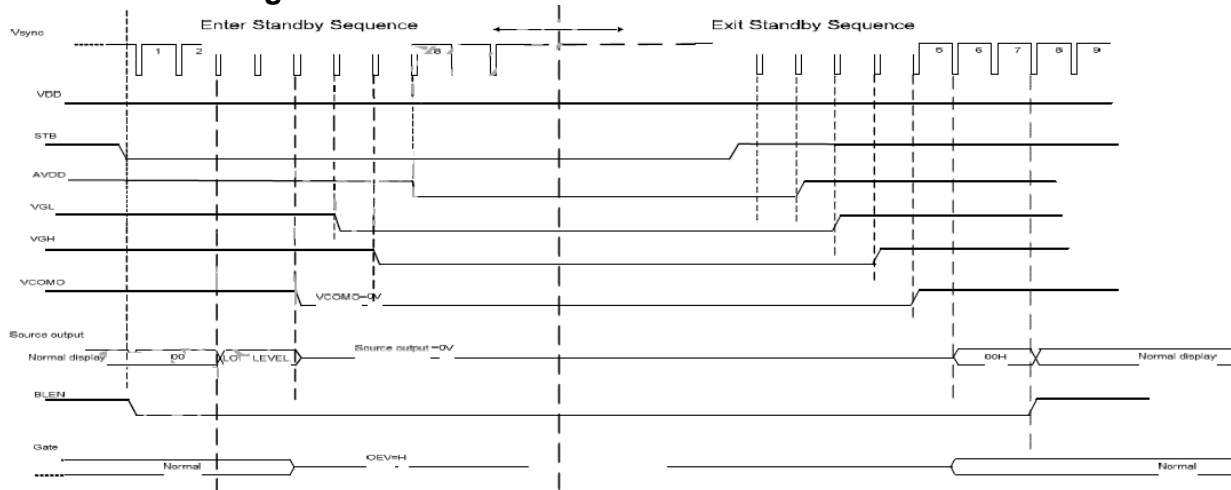 Enter Standby Sequence
Exit Standby Sequence
Vsync
1 2 8 5 6 7 8 9
VDD
STB
AVDD
VGL
VGH
VCOMO
VCOMO=0V
Source output
Normal display 00 LEVEL Source output =0V 00H Normal display
BLEN
Gate
Normal OEV=H Normal